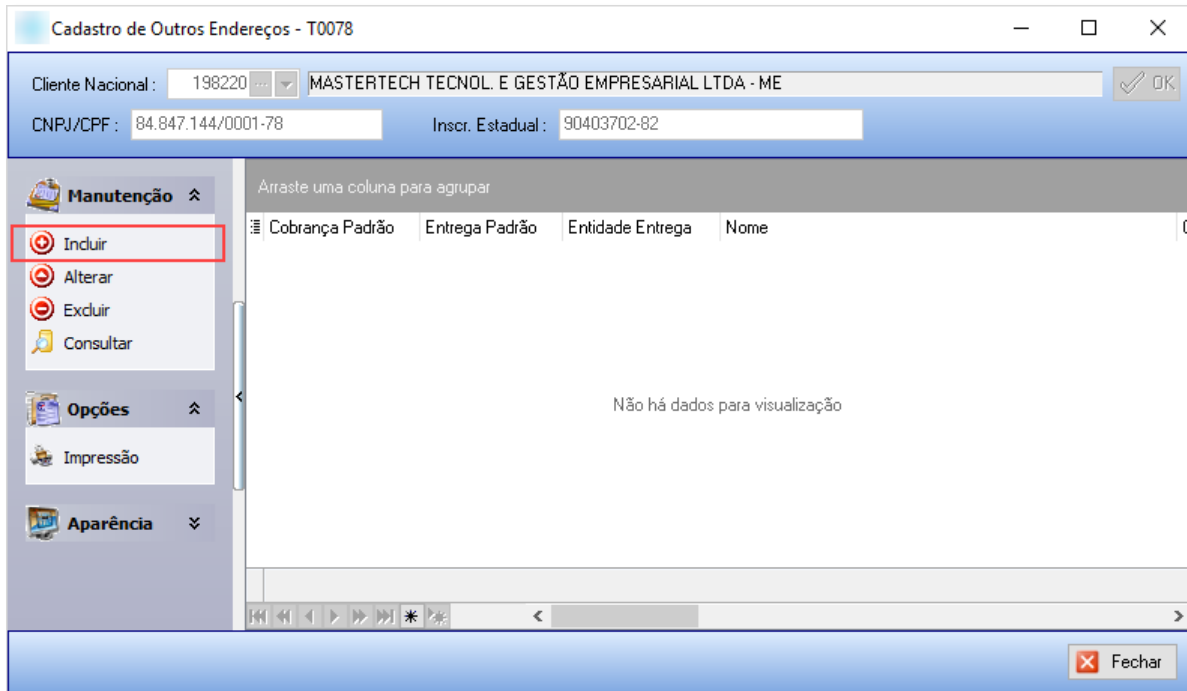 Cadastro de Outros Endereços - T0078
Cliente Nacional : 198220 ... MASTERTECH TECNOL. E GESTÃO EMPRESARIAL LTDA - ME OK
CNPJ/CPF : 84.847.144/0001-78 Inscr. Estadual : 90403702-82
Manutenção
Incluir
Alterar
Excluir
Consultar
Opções
Impressão
Aparência
Arraste uma coluna para agrupar
Cobrança Padrão Entrega Padrão Entidade Entrega Nome
Não há dados para visualização
Fechar